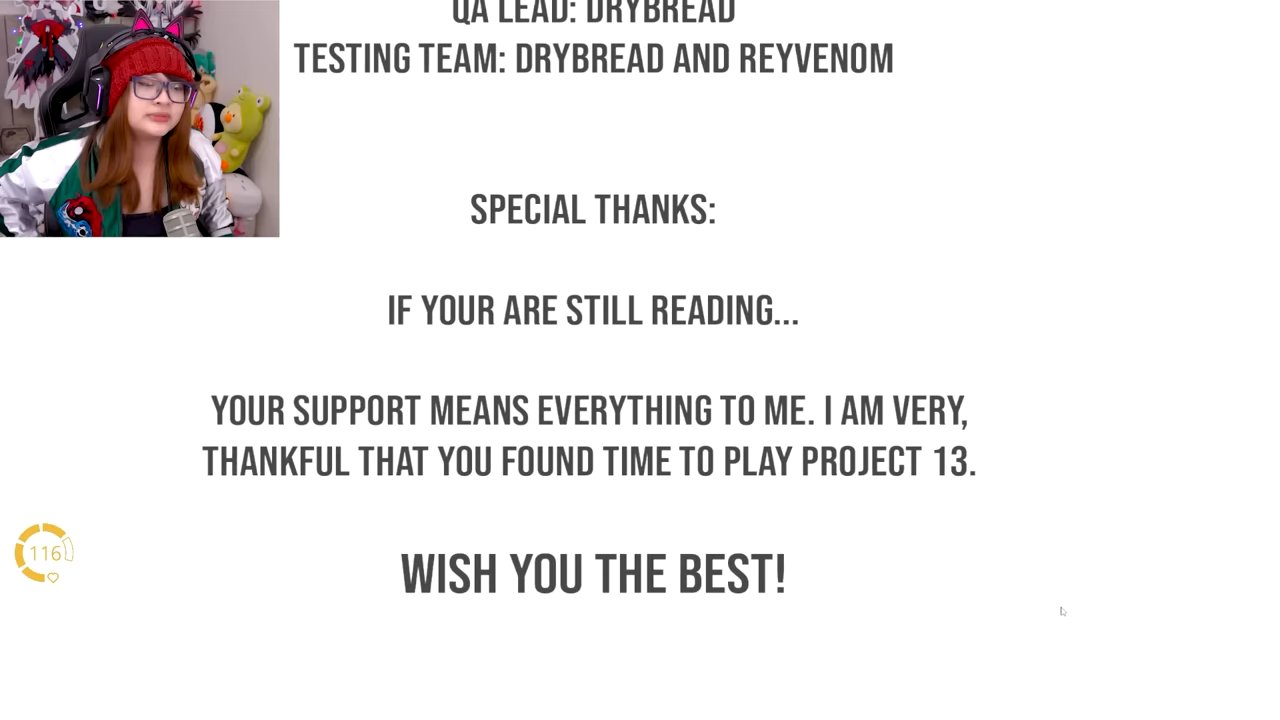 QA LEAD: DRYBREAD
TESTING TEAM: DRYBREAD AND REYVENOM
SPECIAL THANKS:
IF YOUR ARE STILL READING...
YOUR SUPPORT MEANS EVERYTHING TO ME. I AM VERY,
THANKFUL THAT YOU FOUND TIME TO PLAY PROJECT 13.
116
WISH YOU THE BEST!